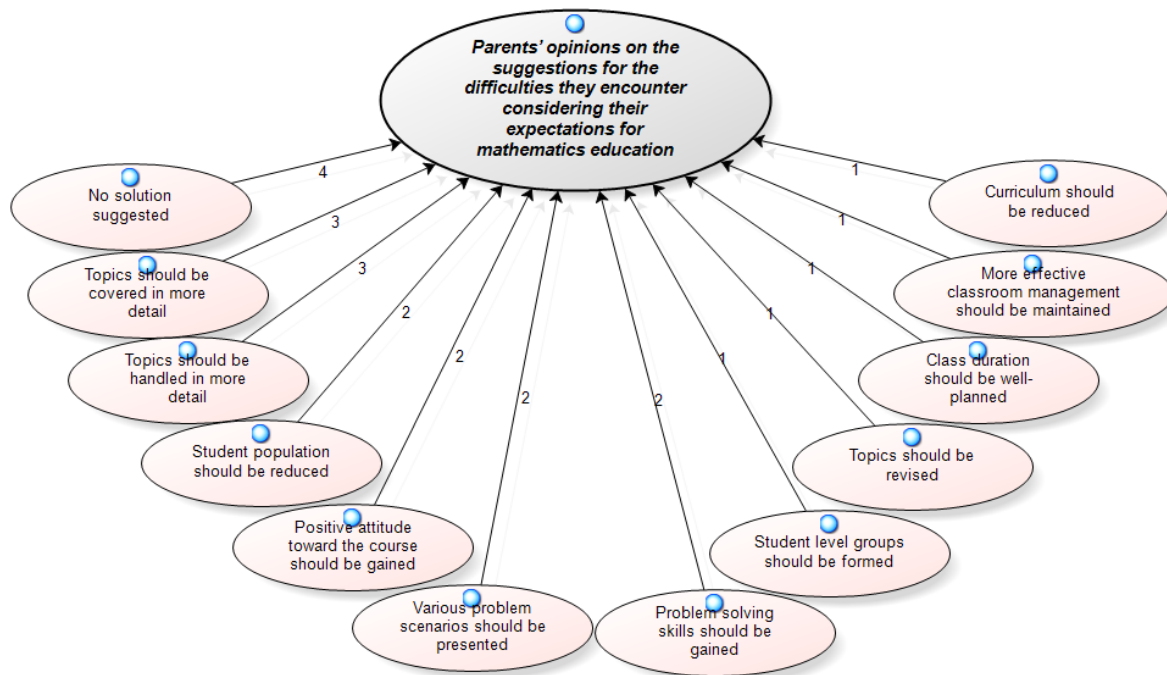 Parents' opinions on the
suggestions for the
difficulties they encounter
considering their
expectations for
mathematics education
4
No solution
suggested
3
Topics should be
covered in more
detail
3
Topics should be
handled in more
detail
2
Student population
should be reduced
2
Positive attitude
toward the course
should be gained
2
Various problem
scenarios should be
presented
2
Problem solving
skills should be
gained
1
Student level groups
should be formed
1
Topics should be
revised
1
Class duration
should be well-
planned
1
More effective
classroom management
should be maintained
1
Curriculum should
be reduced